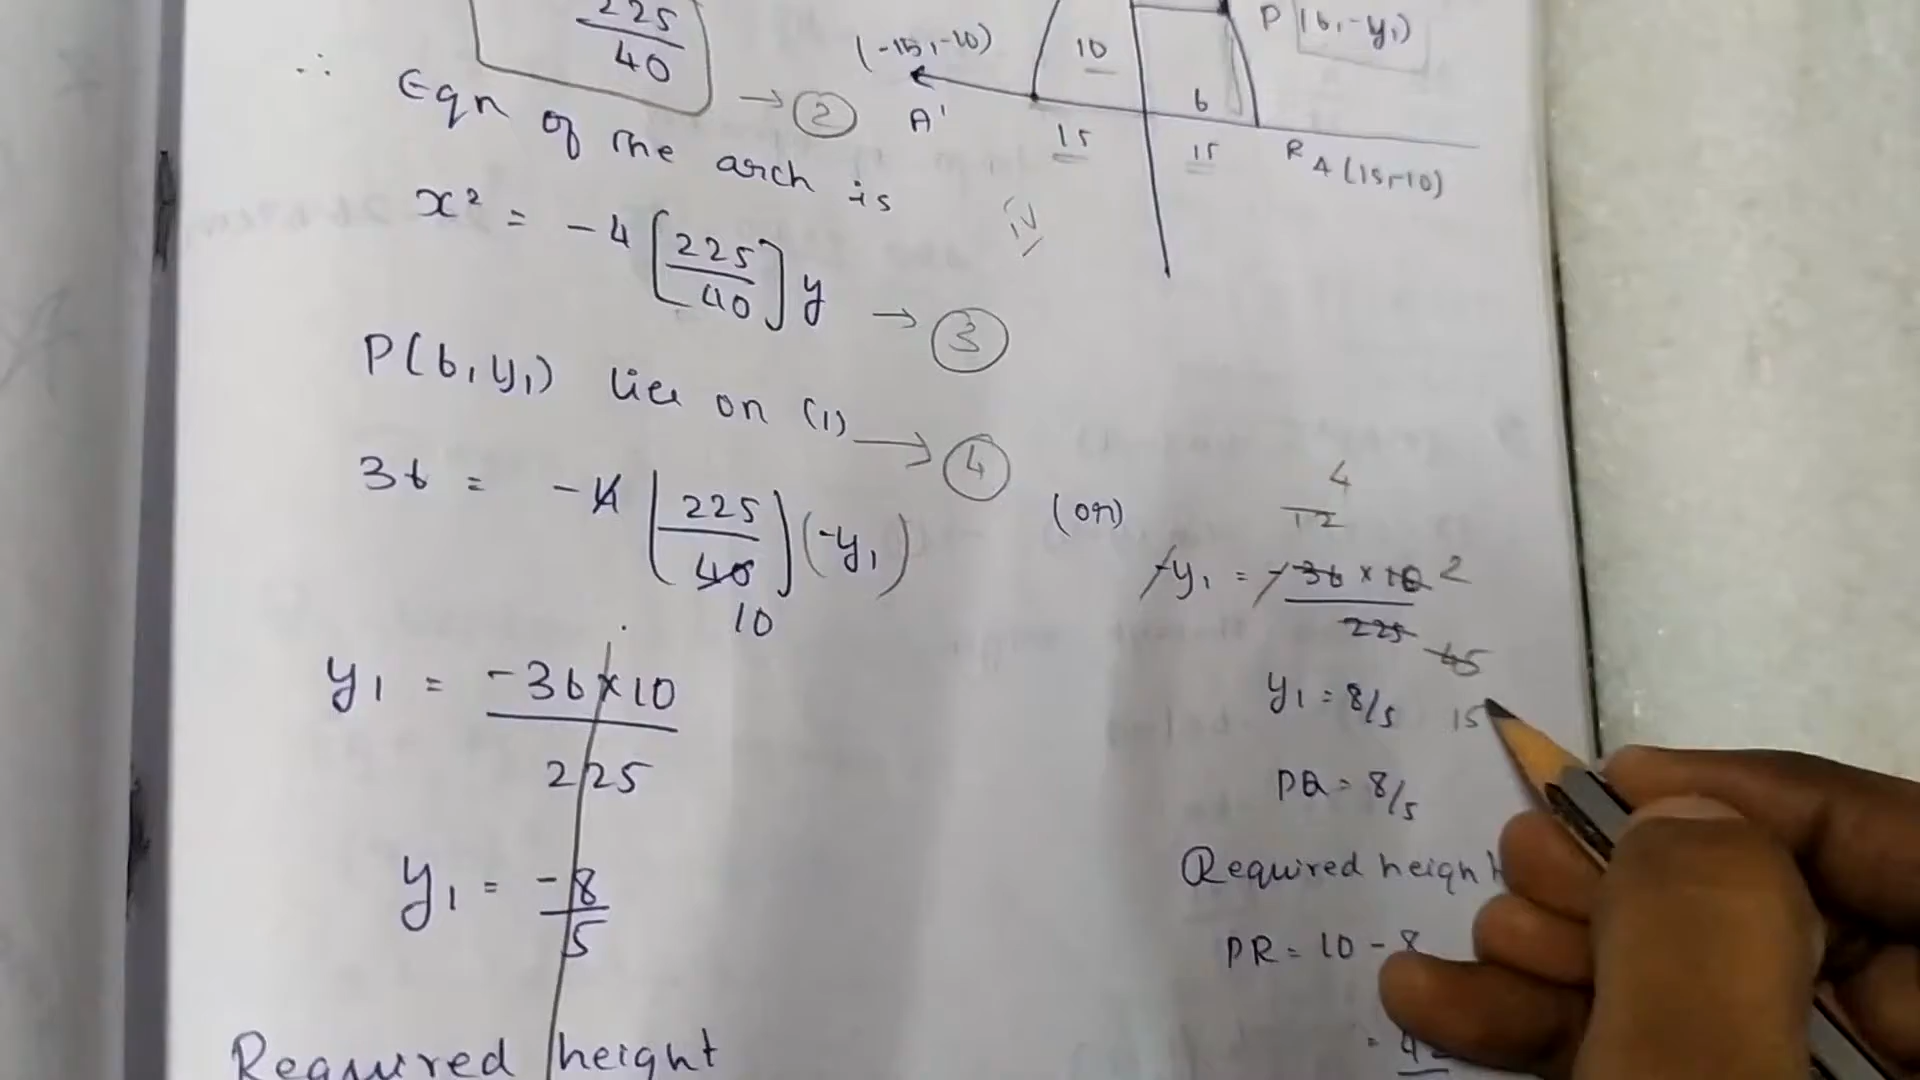 225
40
→ 2
∴ Eqn of the arch is
x² = -4 [225/40] y → 3
P(6, y₁) lies on (1) → 4
36 = -4 [225/40] (-y₁)
10
y₁ = -36×10
225
y₁ = -8
5
Required height
(-15, -10)
A'
10
15
6
15
P (6, -y₁)
R A (15, -10)
(or)
4
12
-y₁ = -36 × 10 2
225
45
y₁ = 8/5 15
PQ = 8/5
Required height
PR = 10 - 8